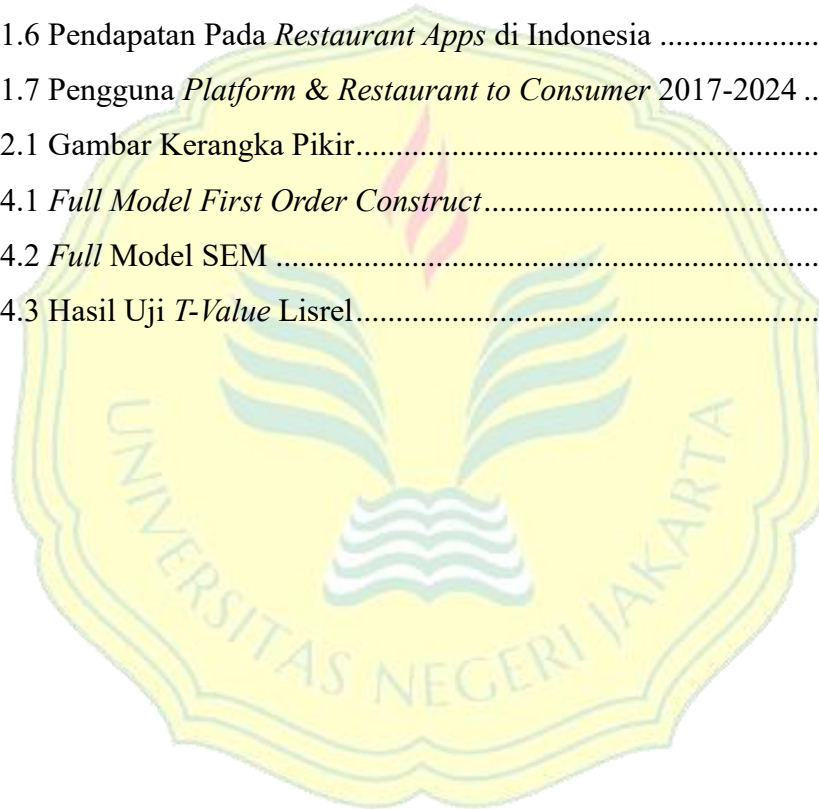 1.6 Pendapatan Pada Restaurant Apps di Indonesia ....................
1.7 Pengguna Platform & Restaurant to Consumer 2017-2024 ..
2.1 Gambar Kerangka Pikir.................................................................
4.1 Full Model First Order Construct................................................
4.2 Full Model SEM ............................................................................
4.3 Hasil Uji T-Value Lisrel.................................................................
UNIVERSITAS NEGERI JAKARTA